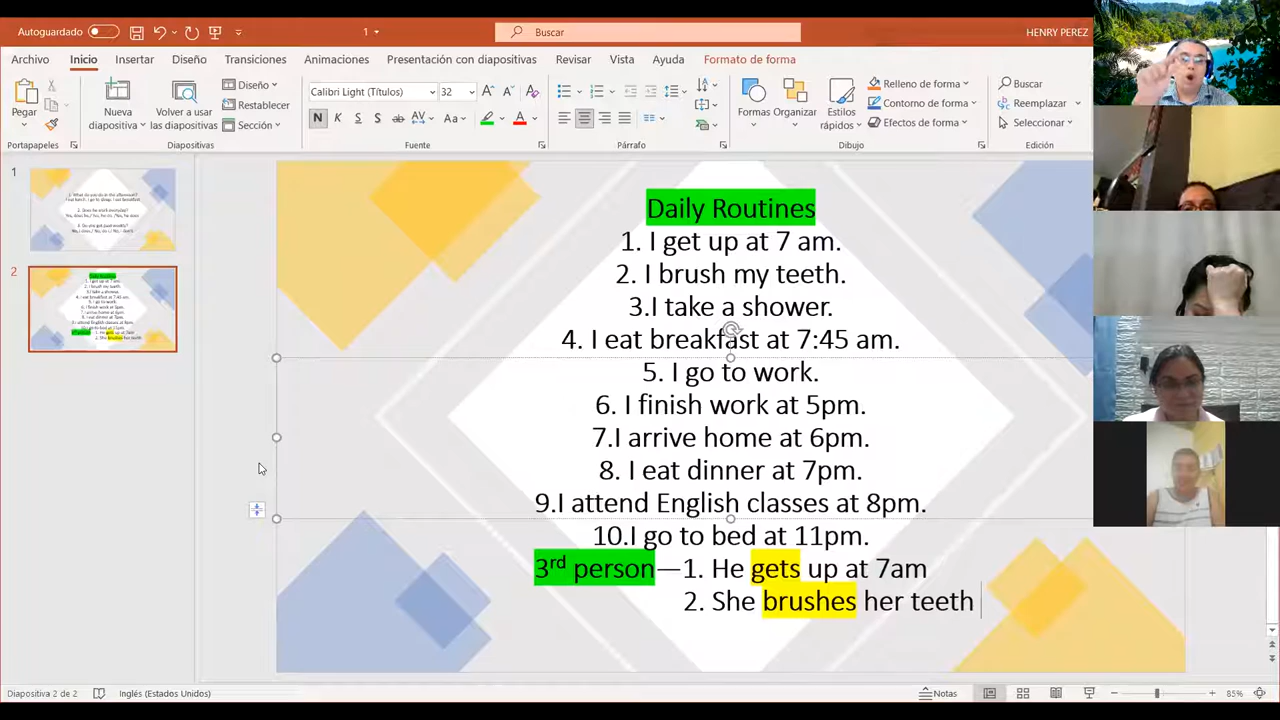 Autoguardado
1
Buscar
HENRY PEREZ
Archivo Inicio Insertar Diseño Transiciones Animaciones Presentación con diapositivas Revisar Vista Ayuda Formato de forma
Pegar
Nueva diapositiva
Volver a usar las diapositivas
Diseño
Restablecer
Sección
Calibri Light (Títulos) 32
N K S ab AV Aa A
Formas Organizar Estilos rápidos
Relleno de forma
Contorno de forma
Efectos de forma
Buscar
Reemplazar
Seleccionar
Portapapeles Diapositivas Fuente Párrafo Dibujo Edición
1
2
Daily Routines
1. I get up at 7 am.
2. I brush my teeth.
3.I take a shower.
4. I eat breakfast at 7:45 am.
5. I go to work.
6. I finish work at 5pm.
7.I arrive home at 6pm.
8. I eat dinner at 7pm.
9.I attend English classes at 8pm.
10.I go to bed at 11pm.
3rd person—1. He gets up at 7am
2. She brushes her teeth
Diapositiva 2 de 2 Inglés (Estados Unidos) Notas 85%